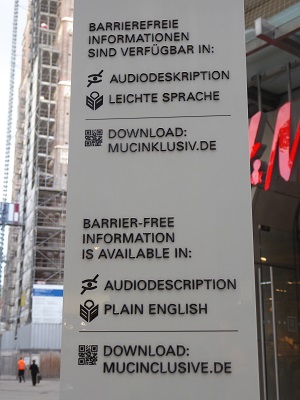 BARRIEREFREIE
INFORMATIONEN
SIND VERFÜGBAR IN:
AUDIODESKRIPTION
LEICHTE SPRACHE
DOWNLOAD:
MUCINKLUSIV.DE
BARRIER-FREE
INFORMATION
IS AVAILABLE IN:
AUDIODESCRIPTION
PLAIN ENGLISH
DOWNLOAD:
MUCINCLUSIVE.DE